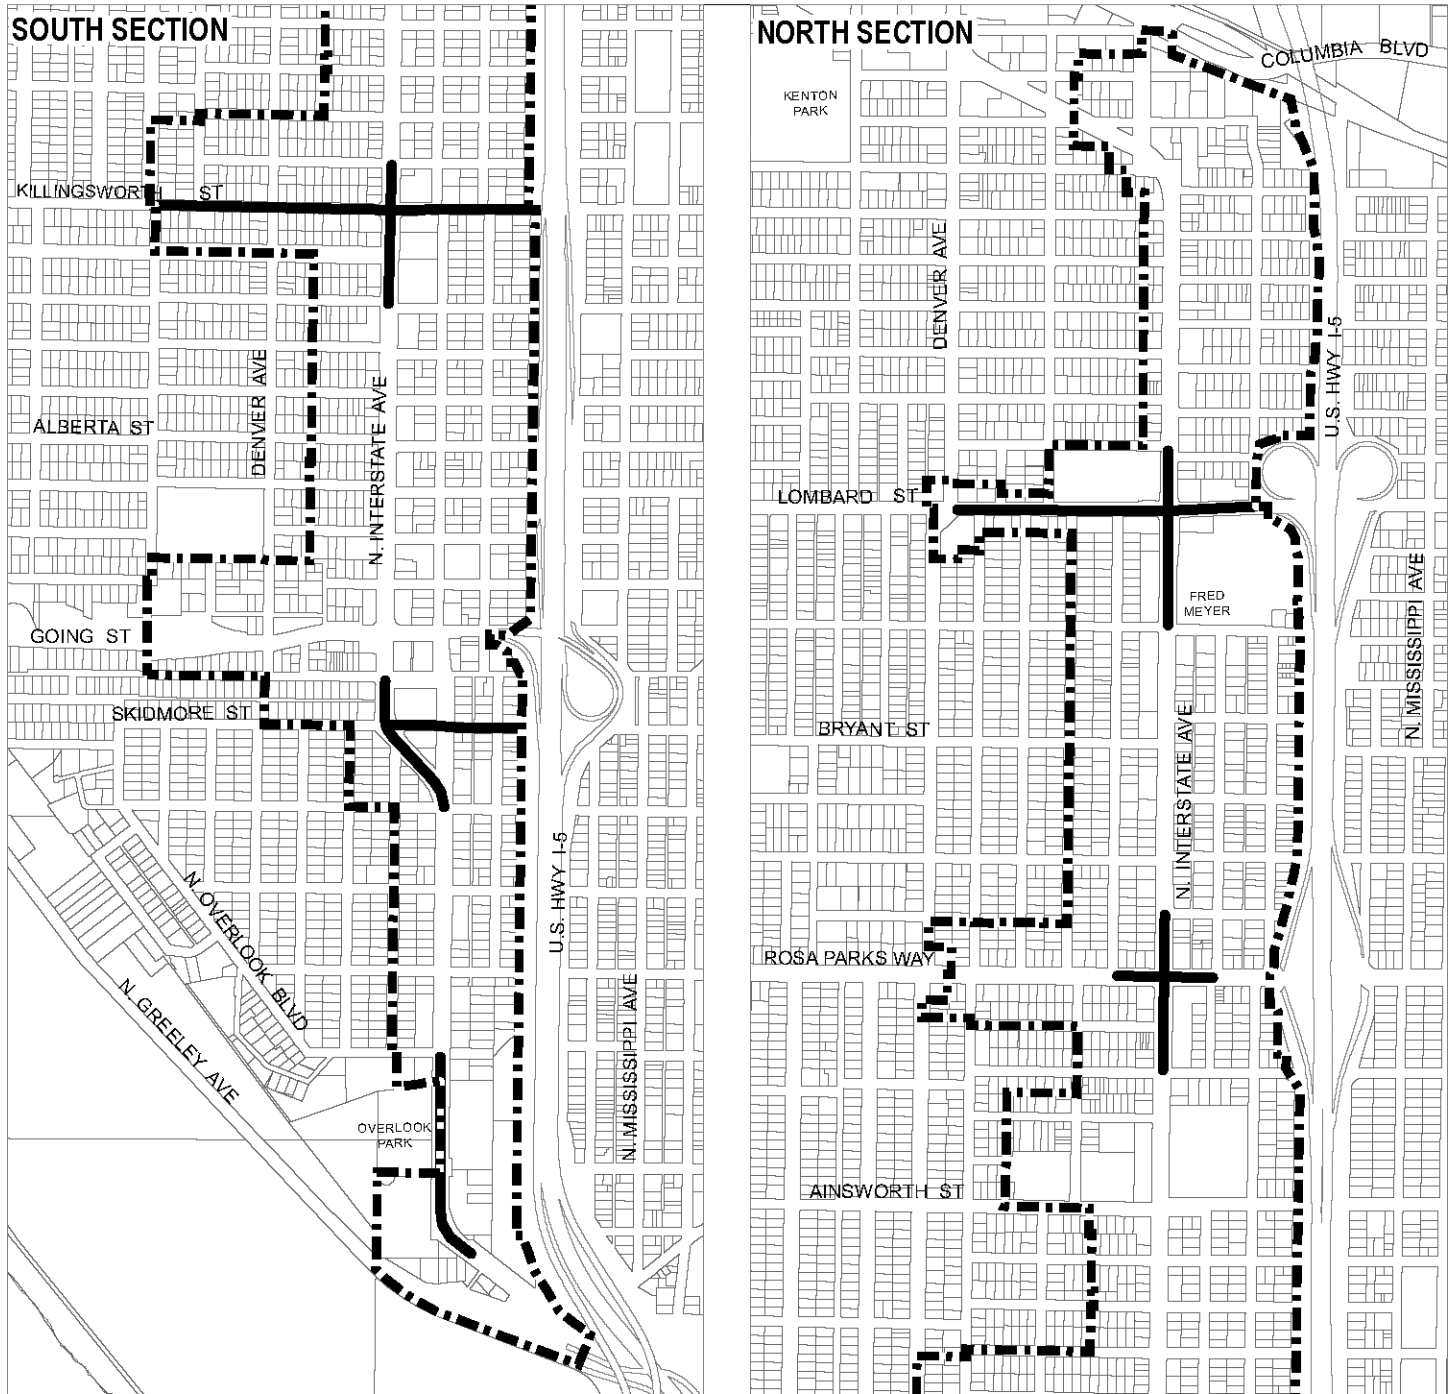 SOUTH SECTION
KILLINGSWORTH ST
DENVER AVE
N. INTERSTATE AVE
ALBERTA ST
GOING ST
SKIDMORE ST
N. OVERLOOK BLVD
N. GREELEY AVE
U.S. HWY I-5
N. MISSISSIPPI AVE
OVERLOOK
PARK
NORTH SECTION
COLUMBIA BLVD
KENTON
PARK
DENVER AVE
U.S. HWY I-5
LOMBARD ST
FRED
MEYER
N. MISSISSIPPI AVE
BRYANT ST
N. INTERSTATE AVE
ROSA PARKS WAY
AINSWORTH ST